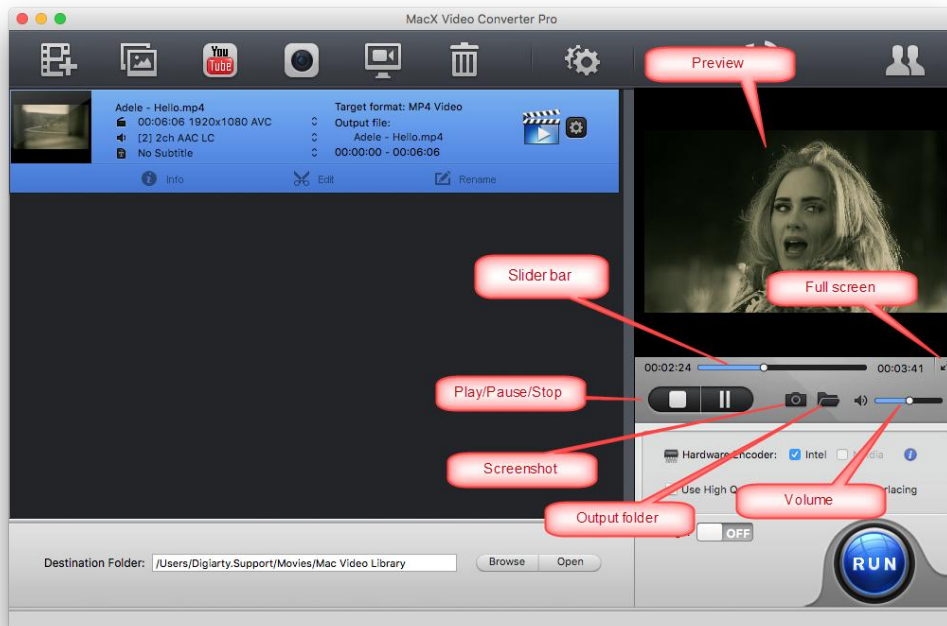 MacX Video Converter Pro
You
Tube
Preview
Adele - Hello.mp4
Target format: MP4 Video
00:06:06 1920x1080 AVC
Output file:
[2] 2ch AAC LC
Adele - Hello.mp4
No Subtitle
00:00:00 - 00:06:06
Info
Edit
Rename
Slider bar
Full screen
00:02:24
00:03:41
Play/Pause/Stop
Hardware Encoder: Intel
Screenshot
Use High
Volume
Output folder
OFF
Destination Folder: /Users/Digiarty.Support/Movies/Mac Video Library Browse Open
RUN